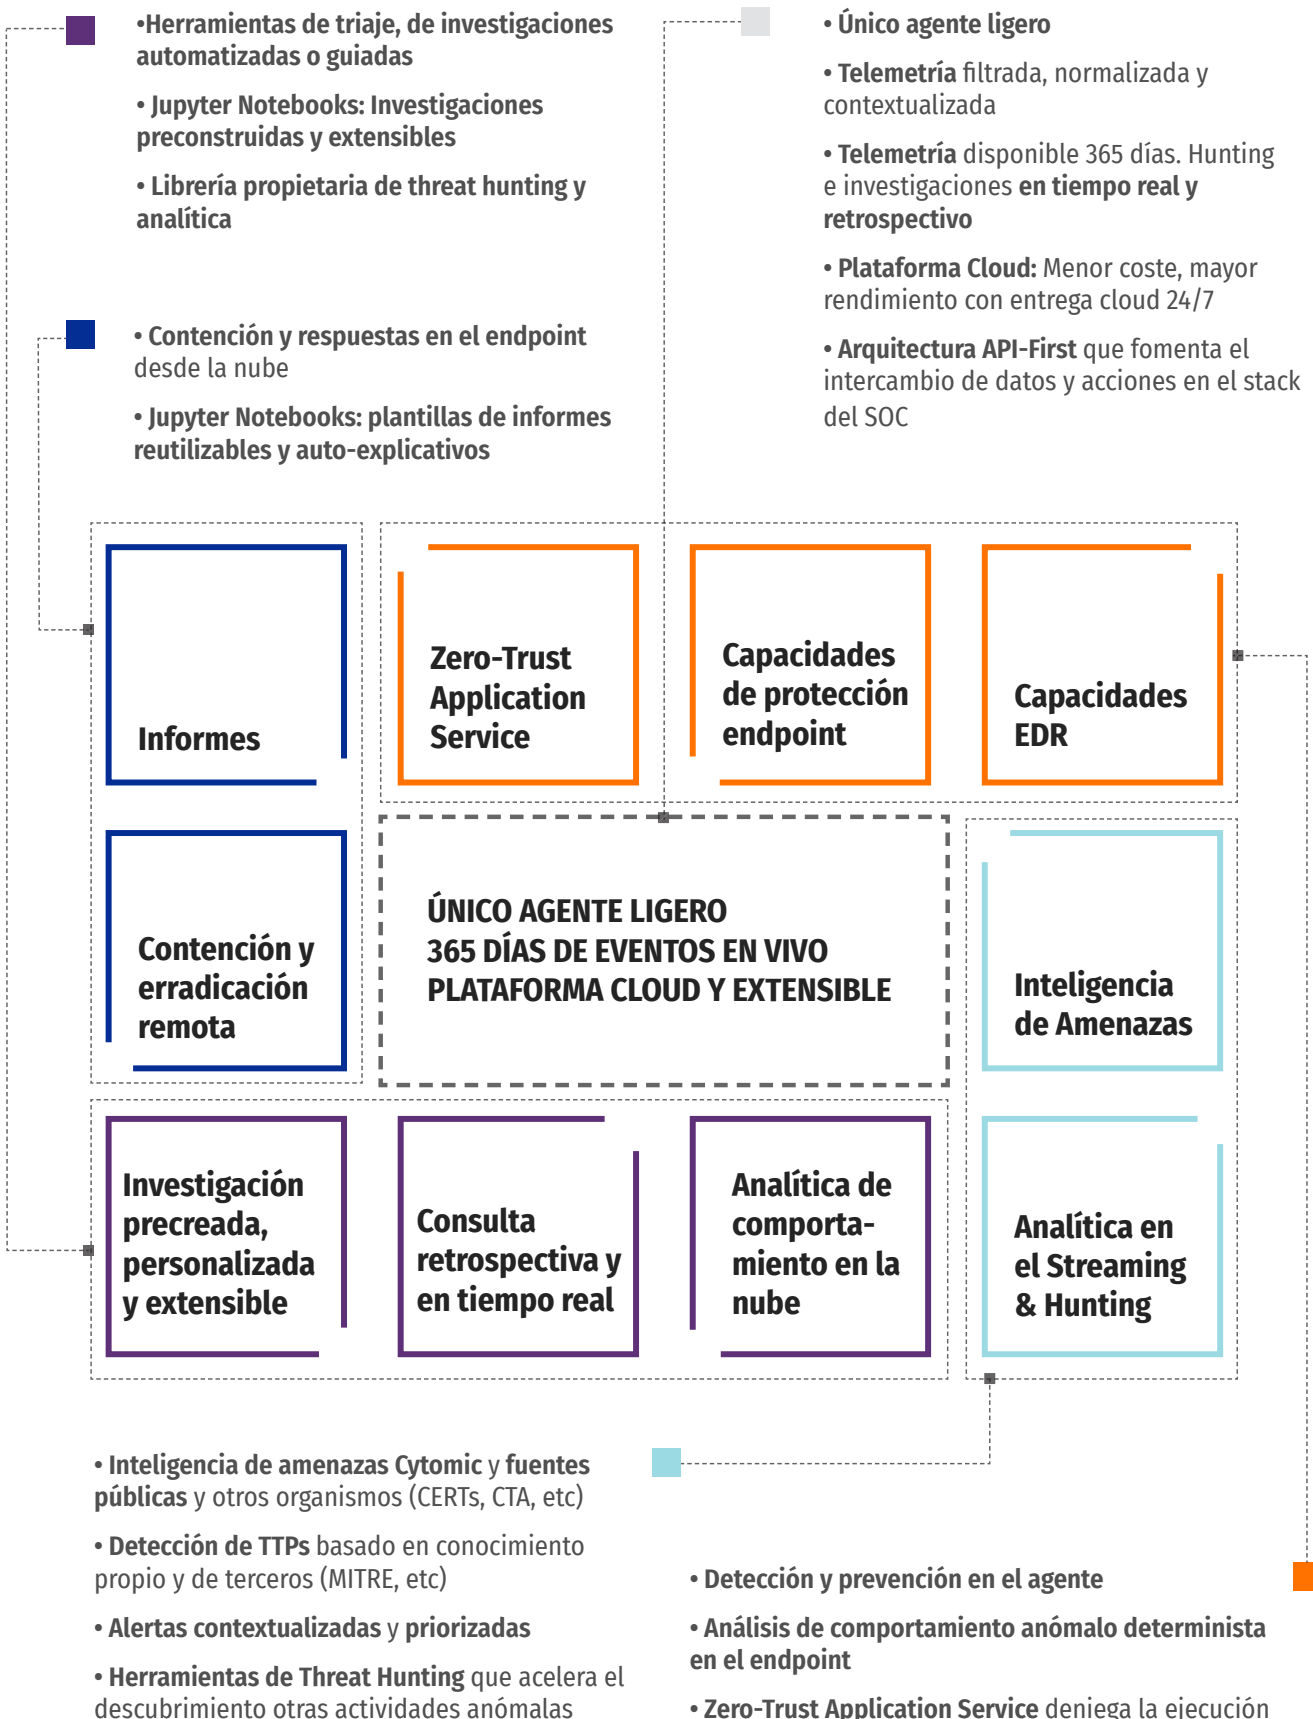 •Herramientas de triaje, de investigaciones
automatizadas o guiadas
• Jupyter Notebooks: Investigaciones
preconstruidas y extensibles
• Librería propietaria de threat hunting y
analítica
• Contención y respuestas en el endpoint
desde la nube
• Jupyter Notebooks: plantillas de informes
reutilizables y auto-explicativos
• Único agente ligero
• Telemetría filtrada, normalizada y
contextualizada
• Telemetría disponible 365 días. Hunting
e investigaciones en tiempo real y
retrospectivo
• Plataforma Cloud: Menor coste, mayor
rendimiento con entrega cloud 24/7
• Arquitectura API-First que fomenta el
intercambio de datos y acciones en el stack
del SOC
Informes
Zero-Trust
Application
Service
Capacidades
de protección
endpoint
Capacidades
EDR
Contención y
erradicación
remota
ÚNICO AGENTE LIGERO
365 DÍAS DE EVENTOS EN VIVO
PLATAFORMA CLOUD Y EXTENSIBLE
Inteligencia
de Amenazas
Investigación
precreada,
personalizada
y extensible
Consulta
retrospectiva y
en tiempo real
Analítica de
comporta-
miento en la
nube
Analítica en
el Streaming
& Hunting
• Inteligencia de amenazas Cytomic y fuentes
públicas y otros organismos (CERTs, CTA, etc)
• Detección de TTPs basado en conocimiento
propio y de terceros (MITRE, etc)
• Alertas contextualizadas y priorizadas
• Herramientas de Threat Hunting que acelera el
descubrimiento otras actividades anómalas
• Detección y prevención en el agente
• Análisis de comportamiento anómalo determinista
en el endpoint
• Zero-Trust Application Service deniega la ejecución